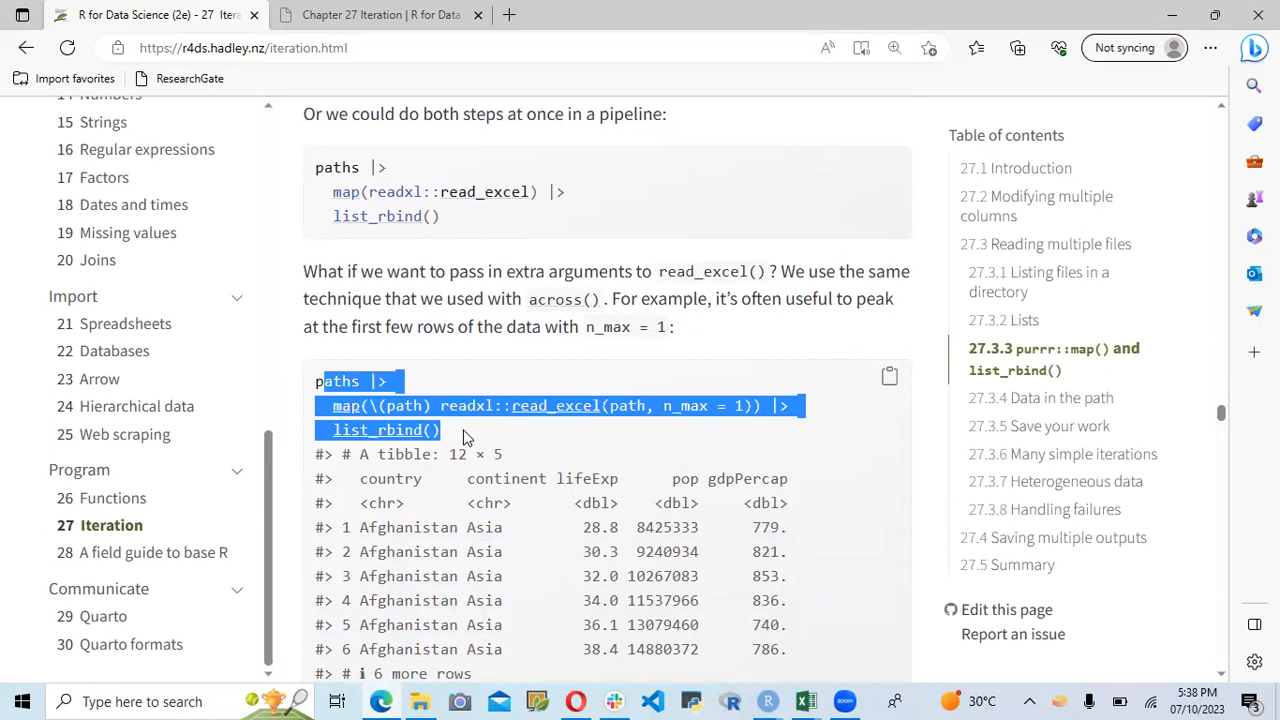 R for Data Science (2e) - 27 Itera
Chapter 27 Iteration | R for Data
https://r4ds.hadley.nz/iteration.html
Not syncing
Import favorites
ResearchGate
14 Numbers
15 Strings
16 Regular expressions
17 Factors
18 Dates and times
19 Missing values
20 Joins
Import
21 Spreadsheets
22 Databases
23 Arrow
24 Hierarchical data
25 Web scraping
Program
26 Functions
27 Iteration
28 A field guide to base R
Communicate
29 Quarto
30 Quarto formats
Or we could do both steps at once in a pipeline:
paths |>
map(readxl::read_excel) |>
list_rbind()
What if we want to pass in extra arguments to read_excel()? We use the same
technique that we used with across(). For example, it's often useful to peak
at the first few rows of the data with n_max = 1:
paths |>
map(\(path) readxl::read_excel(path, n_max = 1)) |>
list_rbind()
#> # A tibble: 12 × 5
#> country continent lifeExp pop gdpPercap
#> <chr> <chr> <dbl> <dbl> <dbl>
#> 1 Afghanistan Asia 28.8 8425333 779.
#> 2 Afghanistan Asia 30.3 9240934 821.
#> 3 Afghanistan Asia 32.0 10267083 853.
#> 4 Afghanistan Asia 34.0 11537966 836.
#> 5 Afghanistan Asia 36.1 13079460 740.
#> 6 Afghanistan Asia 38.4 14880372 786.
#> # ℹ 6 more rows
Table of contents
27.1 Introduction
27.2 Modifying multiple
columns
27.3 Reading multiple files
27.3.1 Listing files in a
directory
27.3.2 Lists
27.3.3 purrr::map() and
list_rbind()
27.3.4 Data in the path
27.3.5 Save your work
27.3.6 Many simple iterations
27.3.7 Heterogeneous data
27.3.8 Handling failures
27.4 Saving multiple outputs
27.5 Summary
Edit this page
Report an issue
Type here to search
30°C
5:38 PM
07/10/2023
3